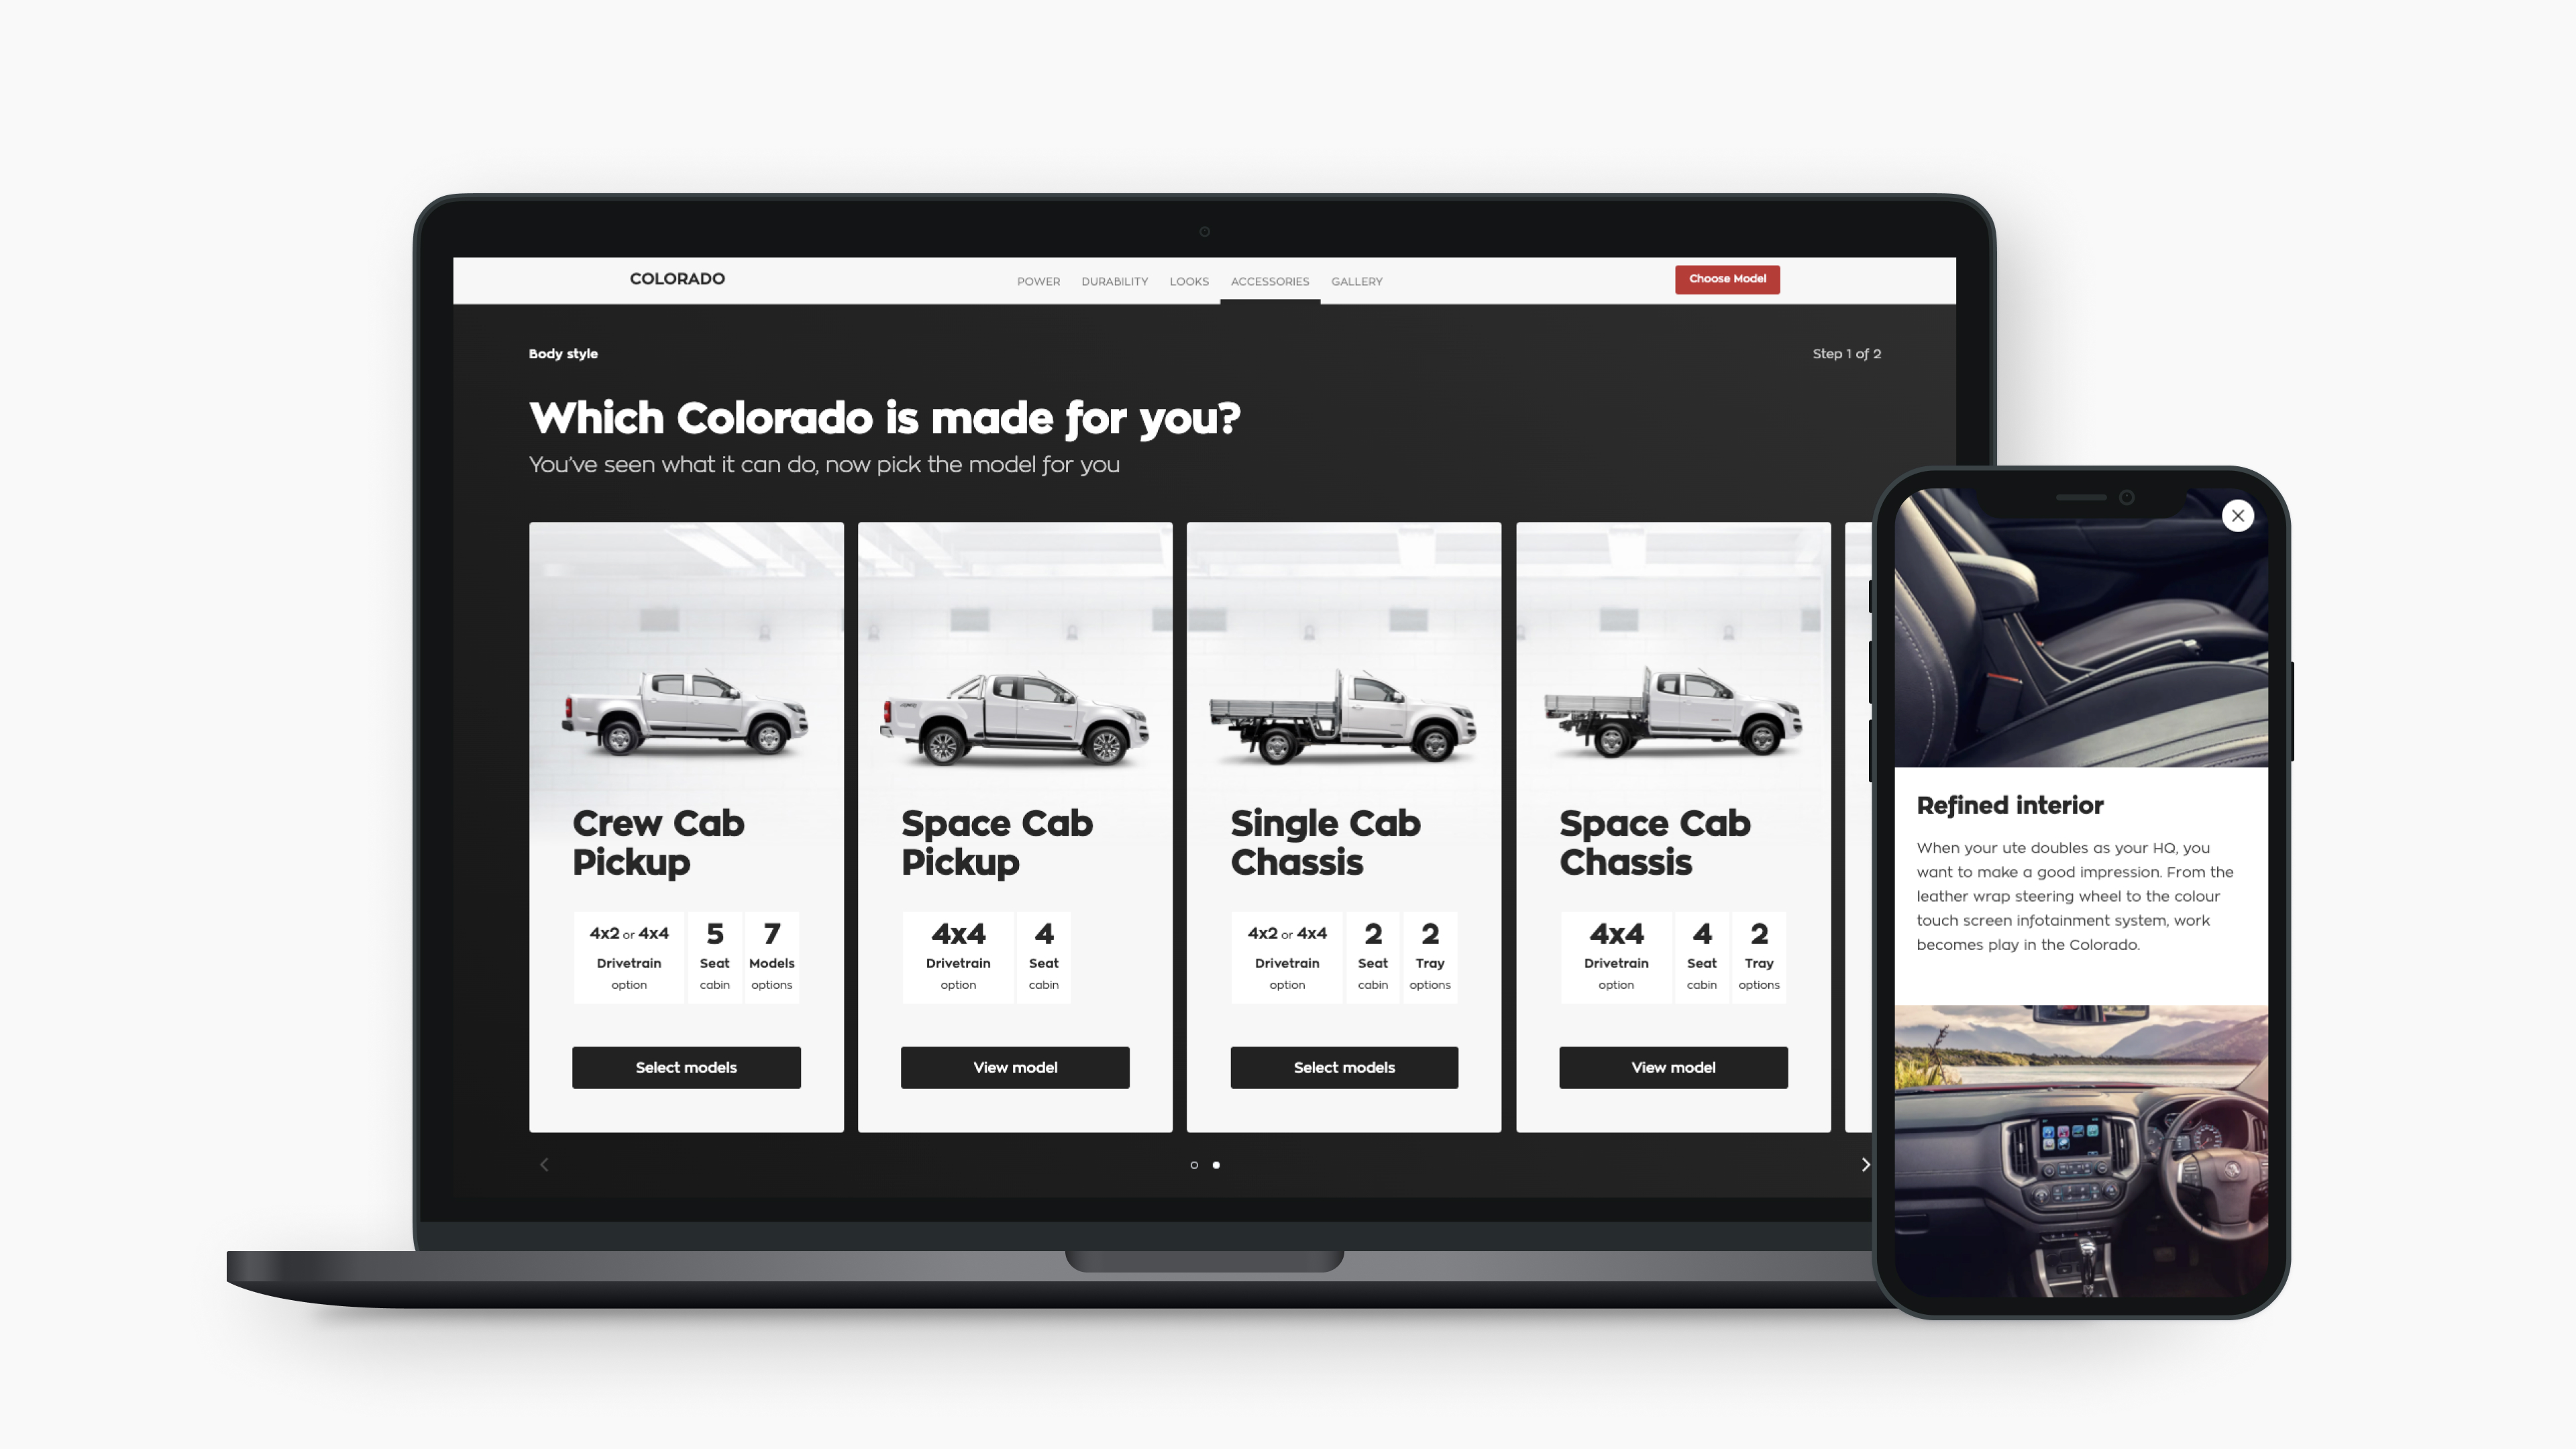 COLORADO
POWER DURABILITY LOOKS ACCESSORIES GALLERY
Choose Model
Body style
Step 1 of 2
Which Colorado is made for you?
You've seen what it can do, now pick the model for you
Crew Cab
Pickup
4x2 or 4x4
Drivetrain
option
5
Seat
cabin
7
Models
options
Select models
Space Cab
Pickup
4x4
Drivetrain
option
4
Seat
cabin
View model
Single Cab
Chassis
4x2 or 4x4
Drivetrain
option
2
Seat
cabin
2
Tray
options
Select models
Space Cab
Chassis
4x4
Drivetrain
option
4
Seat
cabin
2
Tray
options
View model
Refined interior
When your ute doubles as your HQ, you
want to make a good impression. From the
leather wrap steering wheel to the colour
touch screen infotainment system, work
becomes play in the Colorado.